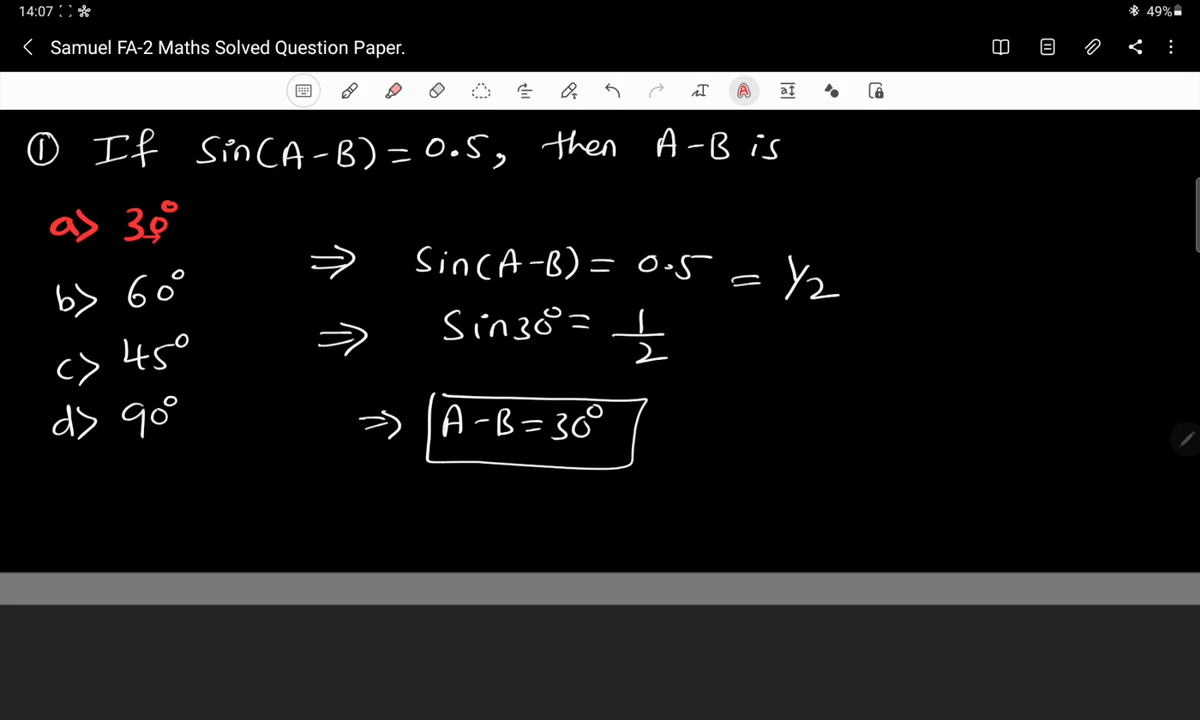 14:07 49%
Samuel FA-2 Maths Solved Question Paper.
① If Sin(A-B) = 0.5, then A-B is
a) 30°
b) 60°
c) 45°
d) 90°
⇒ Sin(A-B) = 0.5 = 1/2
⇒ Sin30° = 1/2
⇒ A-B = 30°